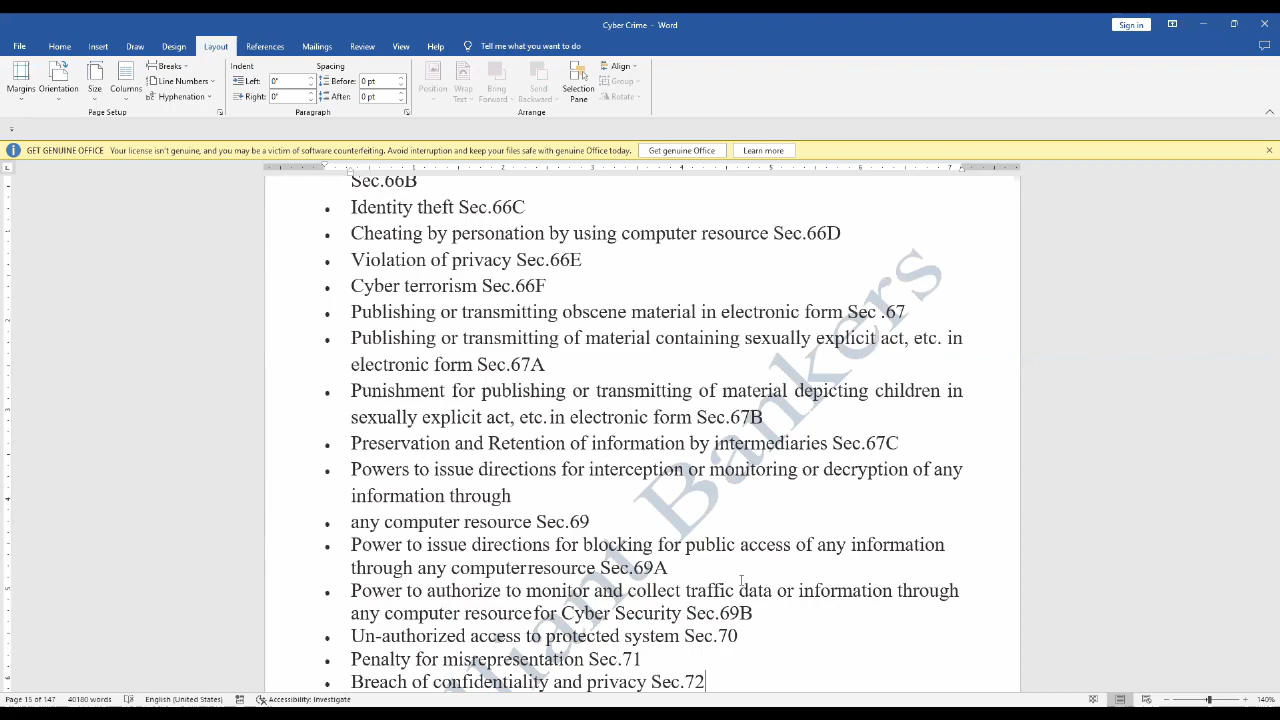 Cyber Crime - Word
Sign in
File Home Insert Draw Design Layout References Mailings Review View Help Tell me what you want to do
Margins Orientation Size Columns Breaks Line Numbers Hyphenation
Page Setup
Indent Spacing
Left: 0" Before: 0 pt
Right: 0" After: 0 pt
Paragraph
Position Wrap Text Bring Forward Send Backward Selection Pane Align Group Rotate
Arrange
GET GENUINE OFFICE Your license isn't genuine, and you may be a victim of software counterfeiting. Avoid interruption and keep your files safe with genuine Office today. Get genuine Office Learn more
Sec.66B
• Identity theft Sec.66C
• Cheating by personation by using computer resource Sec.66D
• Violation of privacy Sec.66E
• Cyber terrorism Sec.66F
• Publishing or transmitting obscene material in electronic form Sec .67
• Publishing or transmitting of material containing sexually explicit act, etc. in
electronic form Sec.67A
• Punishment for publishing or transmitting of material depicting children in
sexually explicit act, etc. in electronic form Sec.67B
• Preservation and Retention of information by intermediaries Sec.67C
• Powers to issue directions for interception or monitoring or decryption of any
information through
• any computer resource Sec.69
• Power to issue directions for blocking for public access of any information
through any computer resource Sec.69A
• Power to authorize to monitor and collect traffic data or information through
any computer resource for Cyber Security Sec.69B
• Un-authorized access to protected system Sec.70
• Penalty for misrepresentation Sec.71
• Breach of confidentiality and privacy Sec.72
Bankers
Page 15 of 147 40180 words English (United States) Accessibility: Investigate 140%